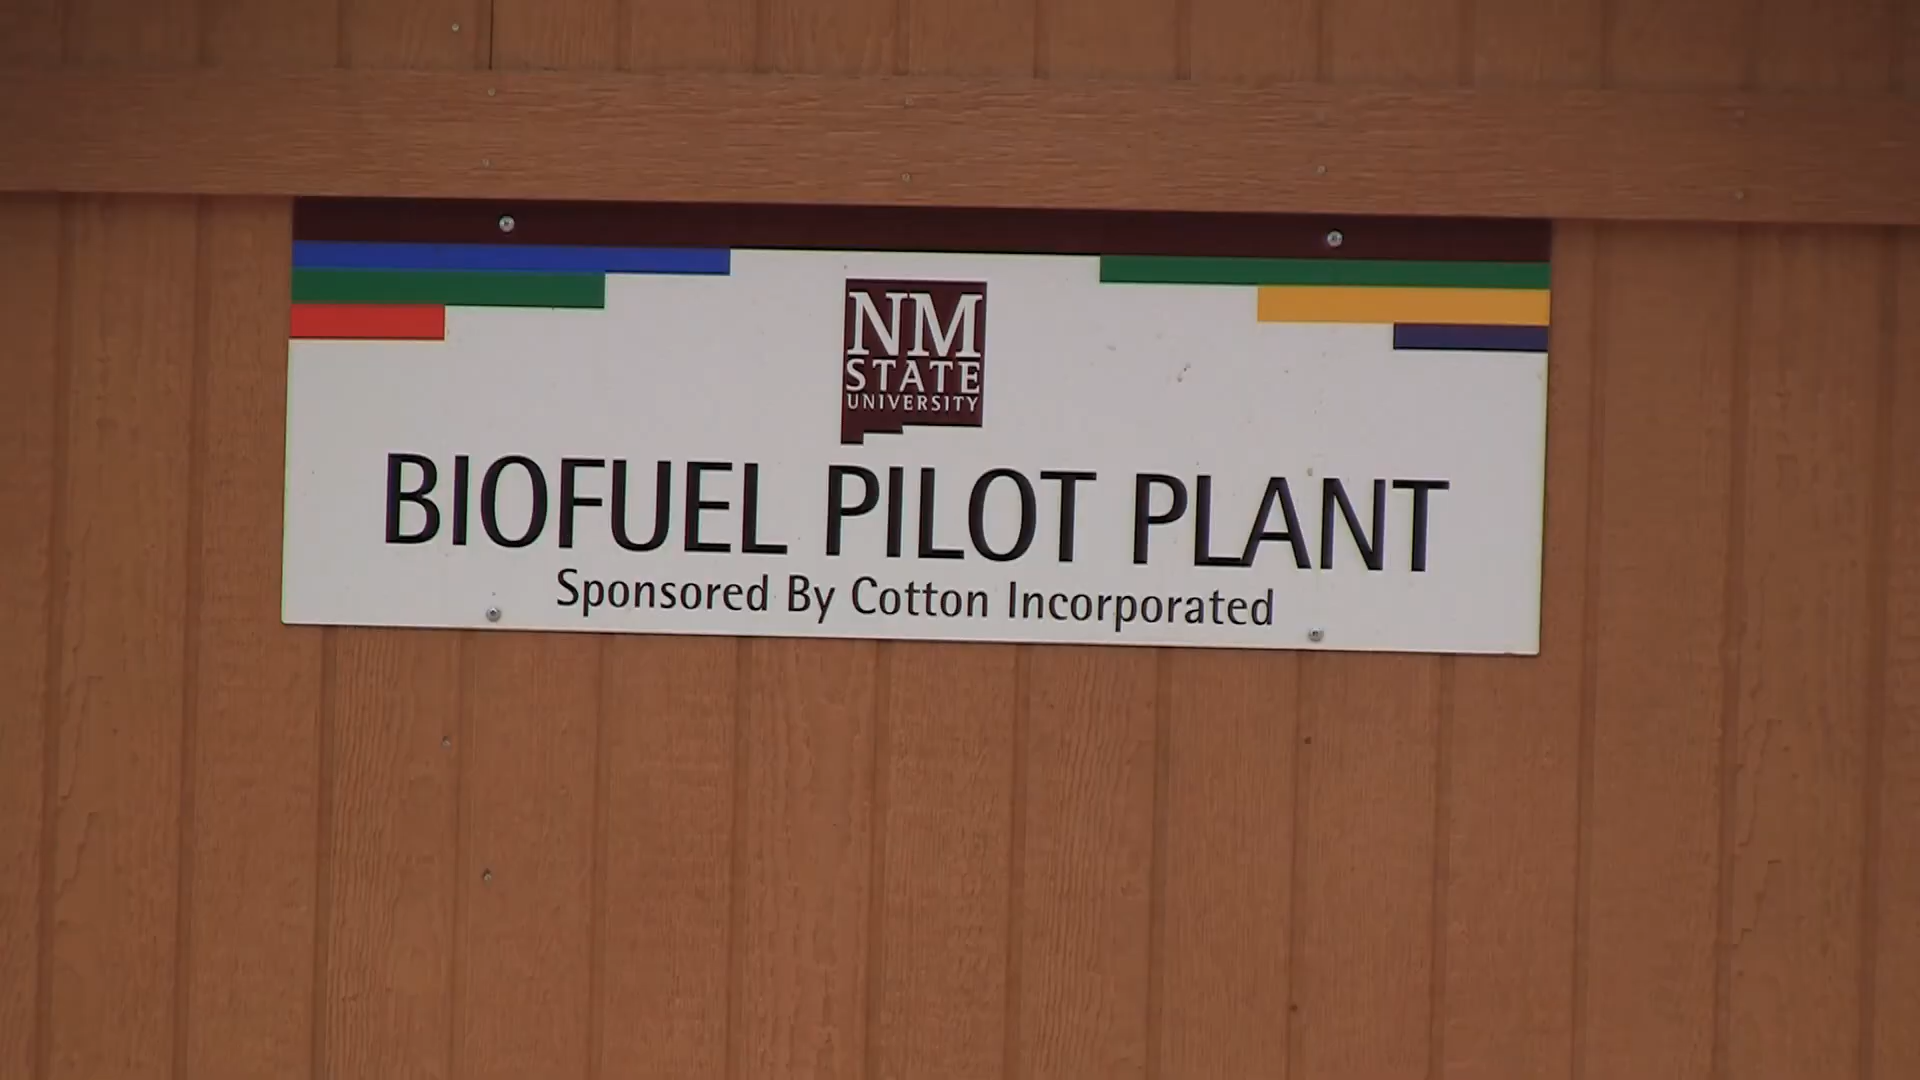 NM
STATE
UNIVERSITY
BIOFUEL PILOT PLANT
Sponsored By Cotton Incorporated